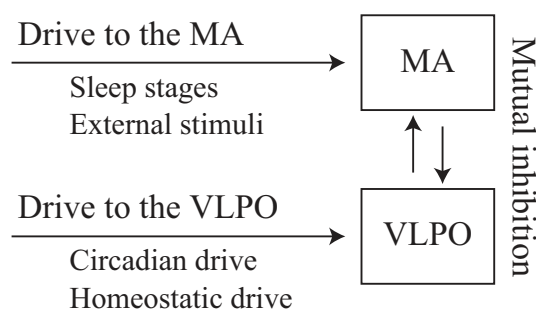 Drive to the MA
Sleep stages
External stimuli
MA
Mutual inhibition
Drive to the VLPO
Circadian drive
Homeostatic drive
VLPO